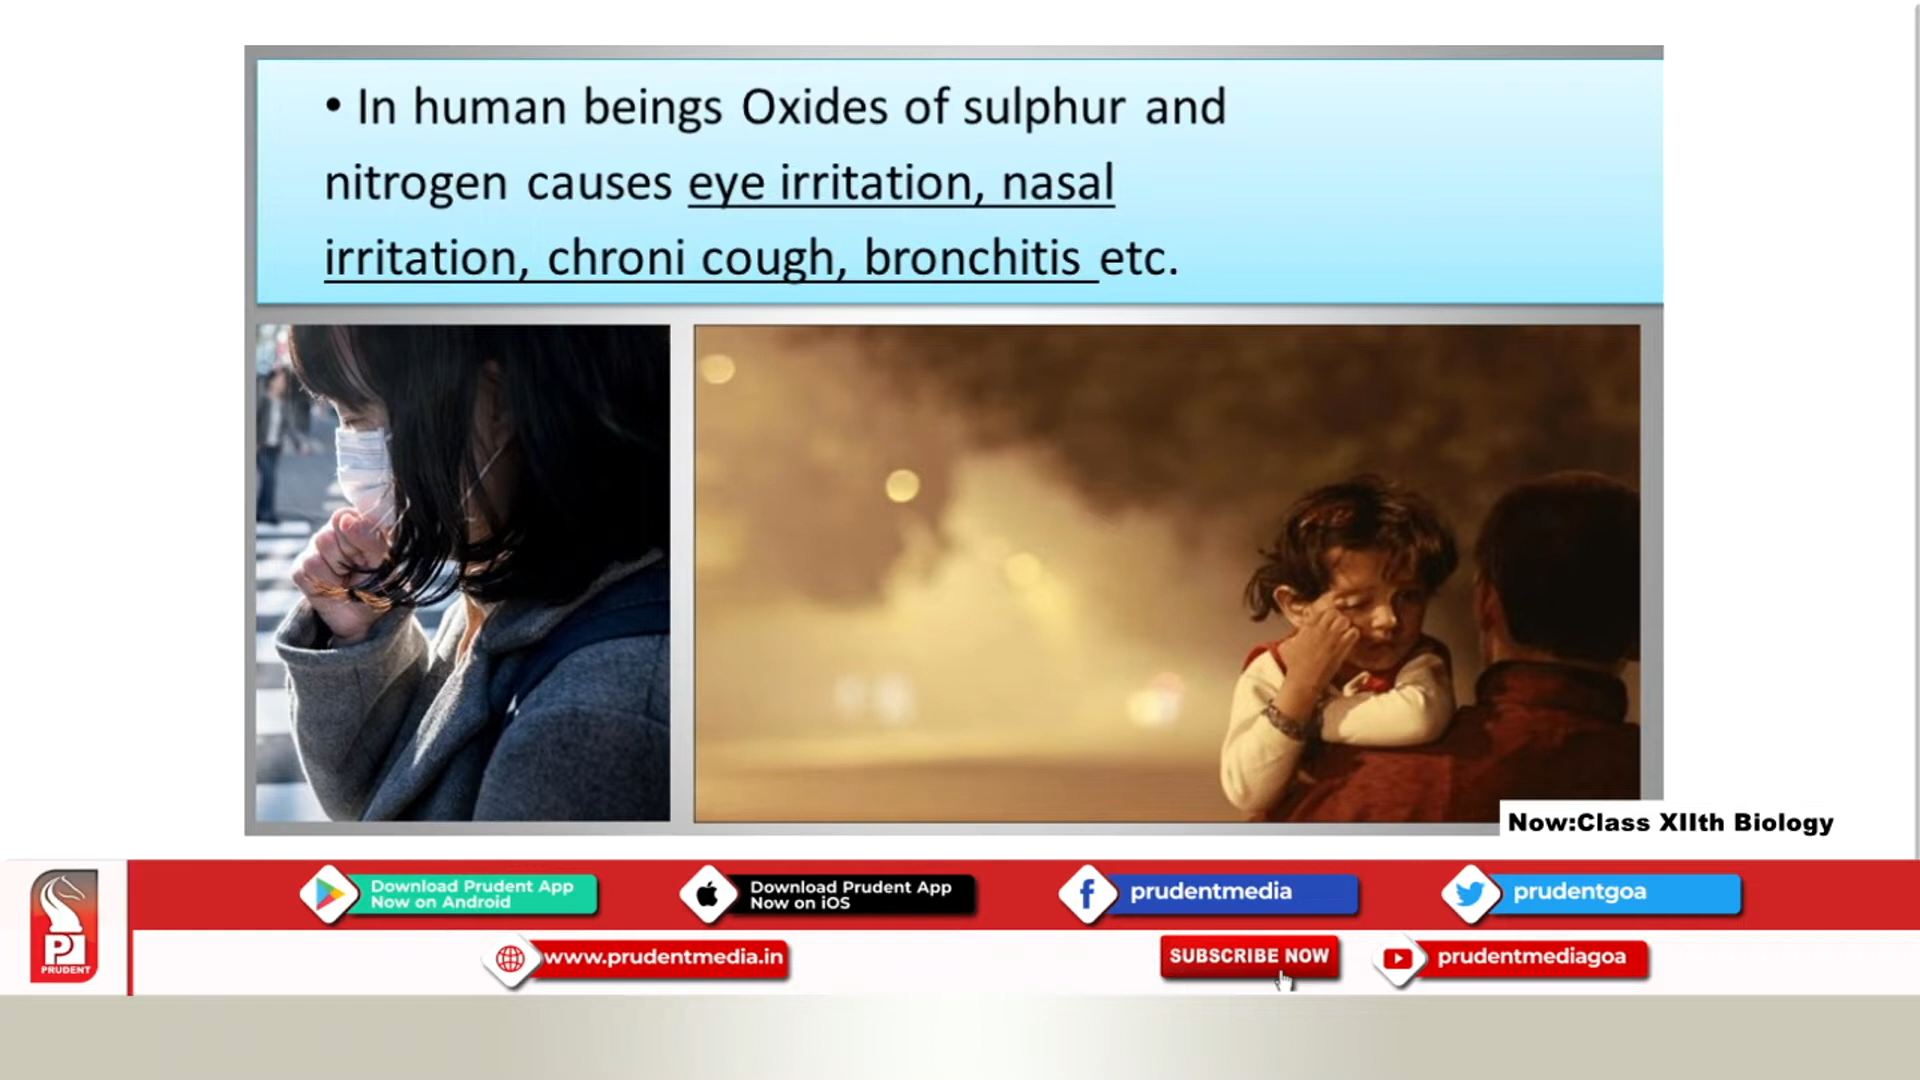 • In human beings Oxides of sulphur and
nitrogen causes eye irritation, nasal
irritation, chroni cough, bronchitis etc.
Now:Class XIIth Biology
Download Prudent App
Now on Android
Download Prudent App
Now on iOS
prudentmedia
prudentgoa
PRUDENT
www.prudentmedia.in
SUBSCRIBE NOW
prudentmediagoa